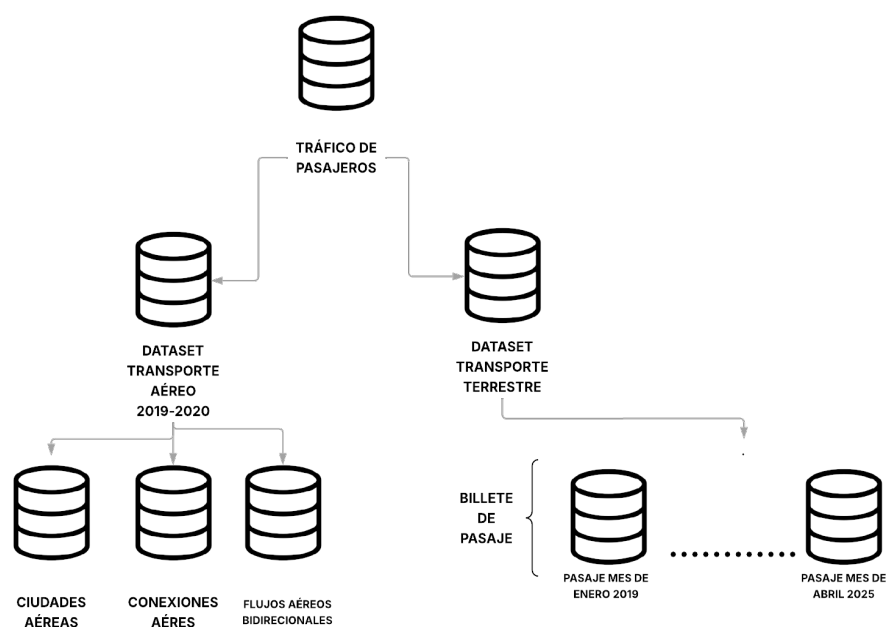 TRÁFICO DE
PASAJEROS
DATASET
TRANSPORTE
AÉREO
2019-2020
DATASET
TRANSPORTE
TERRESTRE
CIUDADES
AÉREAS
CONEXIONES
AÉRES
FLUJOS AÉREOS
BIDIRECIONALES
BILLETE
DE
PASAJE
PASAJE MES DE
ENERO 2019
PASAJE MES DE
ABRIL 2025